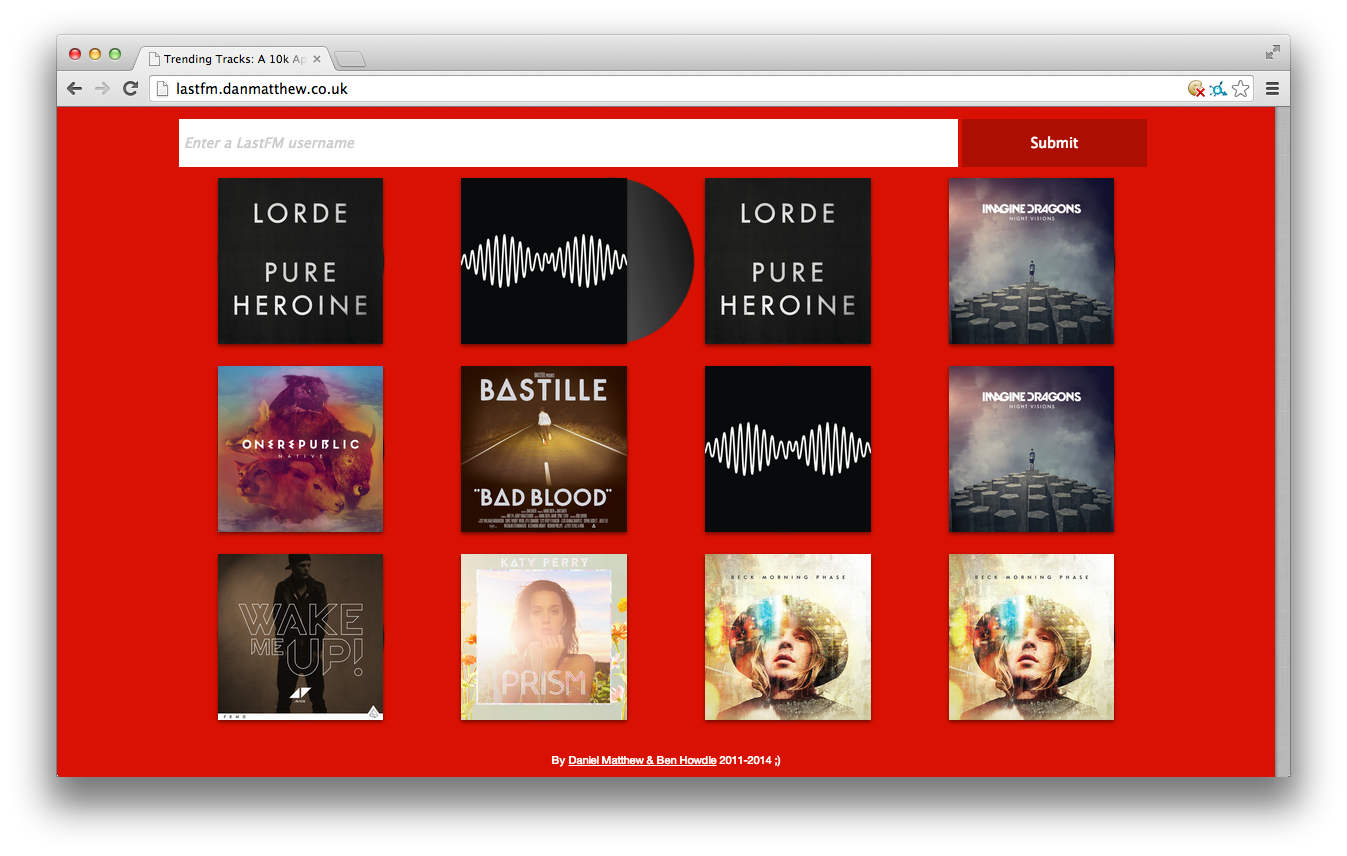 Trending Tracks: A 10k Ap
lastfm.danmatthew.co.uk
Enter a LastFM username
Submit
LORDE
PURE
HEROINE
LORDE
PURE
HEROINE
IMAGINE DRAGONS
NIGHT VISIONS
ONEREPUBLIC
NATIVE
BASTILLE
"BAD BLOOD"
IMAGINE DRAGONS
NIGHT VISIONS
WAKE
ME UP!
AVICII
PRMD
KATY PERRY
PRISM
BECK MORNING PHASE
BECK MORNING PHASE
By Daniel Matthew & Ben Howdle 2011-2014 ;)